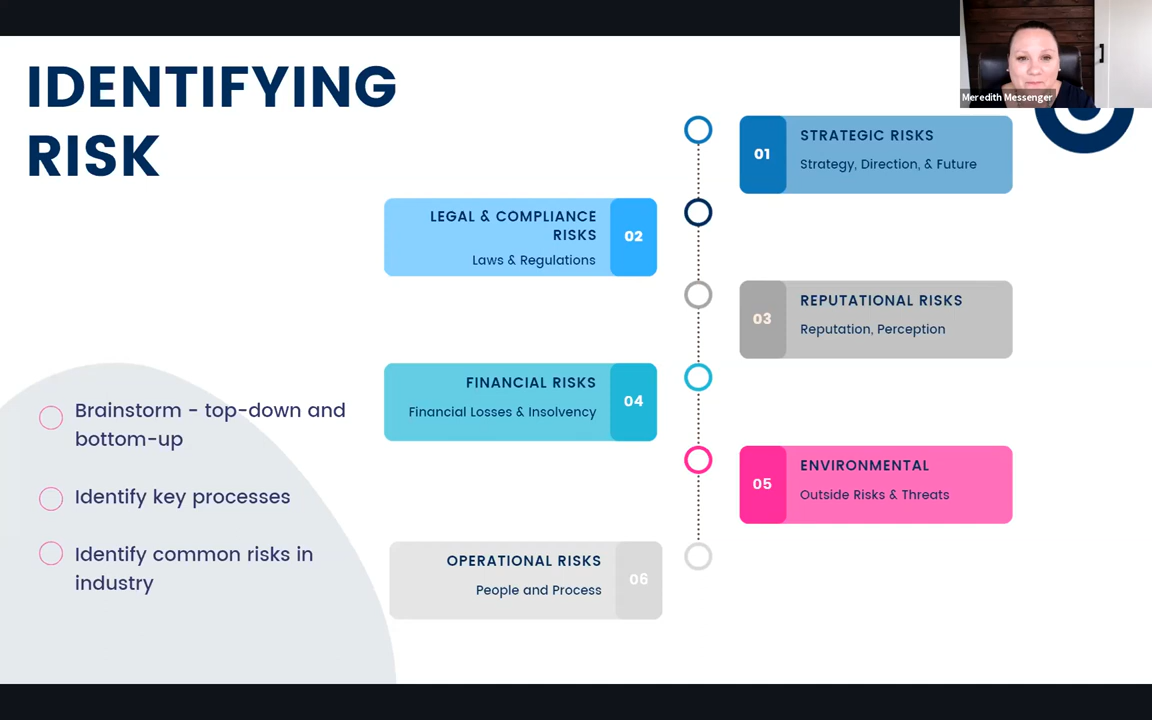 IDENTIFYING
RISK
Meredith Messenger
01
STRATEGIC RISKS
Strategy, Direction, & Future
LEGAL & COMPLIANCE
RISKS
Laws & Regulations
02
03
REPUTATIONAL RISKS
Reputation, Perception
FINANCIAL RISKS
Financial Losses & Insolvency
04
05
ENVIRONMENTAL
Outside Risks & Threats
OPERATIONAL RISKS
People and Process
06
Brainstorm - top-down and
bottom-up
Identify key processes
Identify common risks in
industry